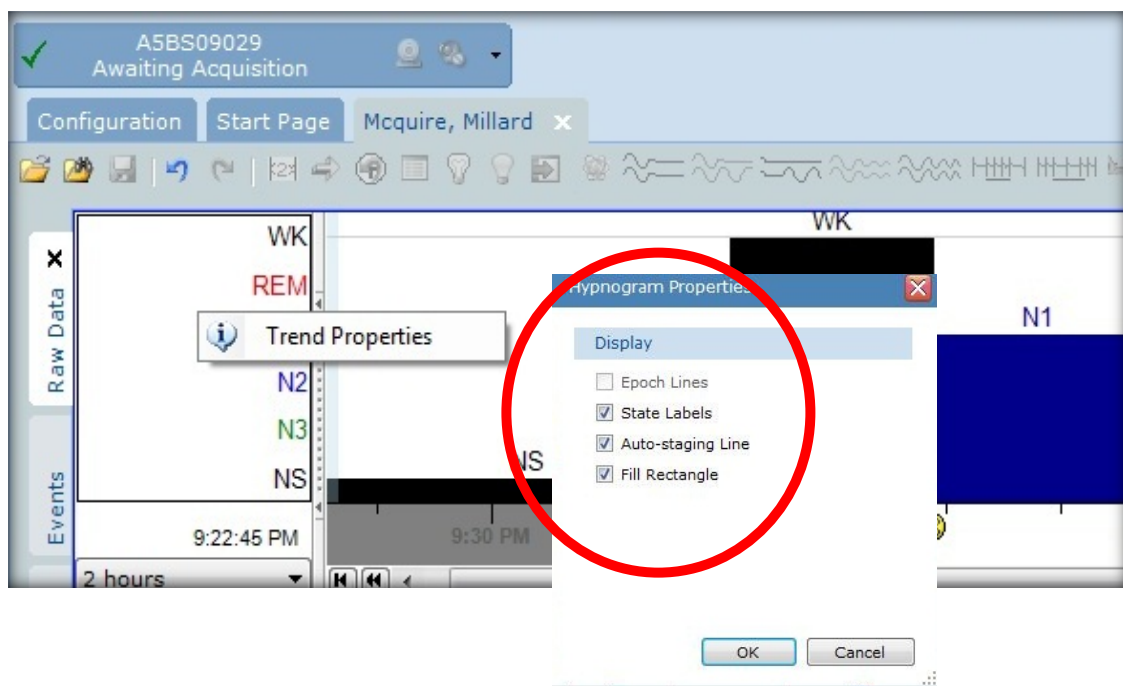 A5BS09029
Awaiting Acquisition
Configuration
Start Page
Mcquire, Millard
WK
REM
Trend Properties
N2
N3
NS
9:22:45 PM
2 hours
Raw Data
Events
WK
NS
N1
9:30 PM
Hypnogram Properties
Display
Epoch Lines
State Labels
Auto-staging Line
Fill Rectangle
OK
Cancel